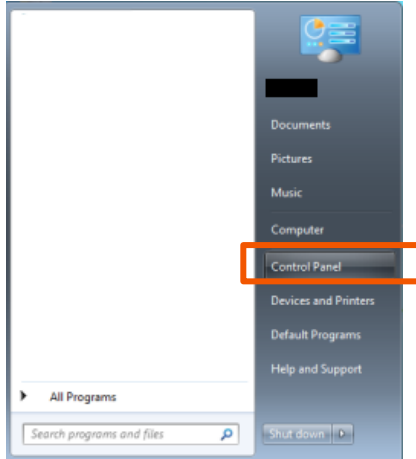 All Programs
Search programs and files
Documents
Pictures
Music
Computer
Control Panel
Devices and Printers
Default Programs
Help and Support
Shut down